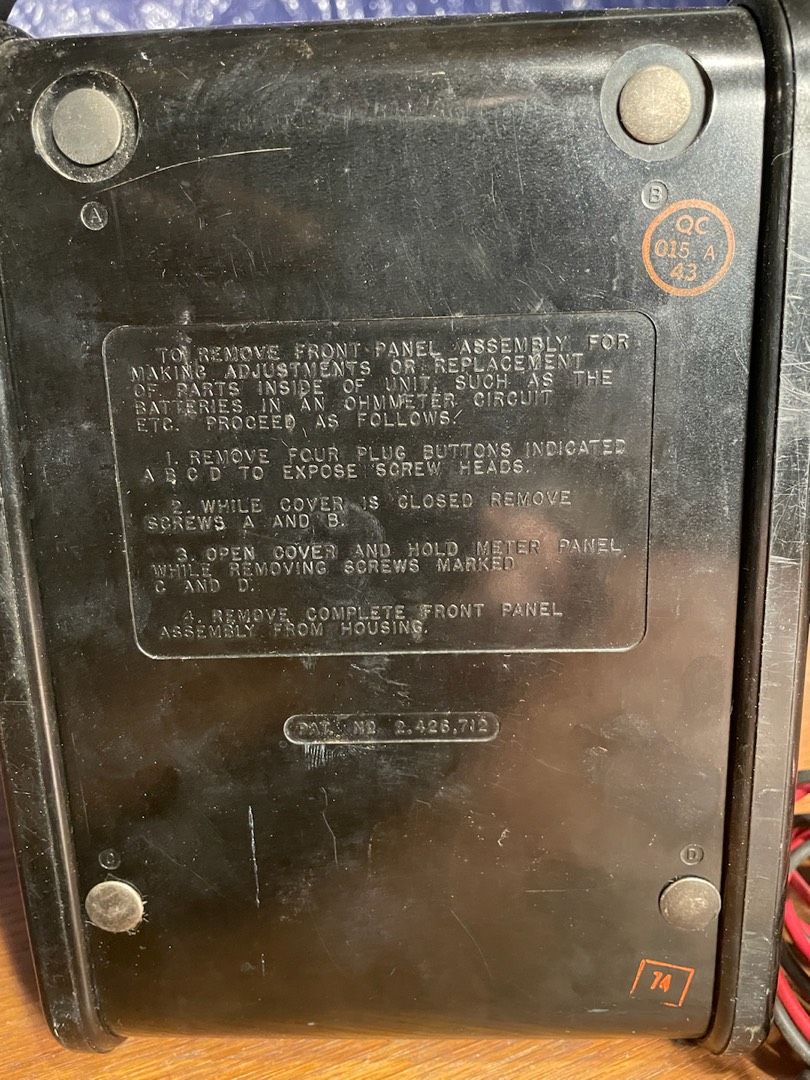 A
B
QC
015 A
43
TO REMOVE FRONT PANEL ASSEMBLY FOR
MAKING ADJUSTMENTS OR REPLACEMENT
OF PARTS INSIDE OF UNIT, SUCH AS THE
BATTERIES IN AN OHMMETER CIRCUIT
ETC. PROCEED AS FOLLOWS.
1. REMOVE FOUR PLUG BUTTONS INDICATED
A B C D TO EXPOSE SCREW HEADS.
2. WHILE COVER IS CLOSED REMOVE
SCREWS A AND B.
3. OPEN COVER AND HOLD METER PANEL
WHILE REMOVING SCREWS MARKED
C AND D.
4. REMOVE COMPLETE FRONT PANEL
ASSEMBLY FROM HOUSING.
PAT. NO. 2,426,712
C
D
74